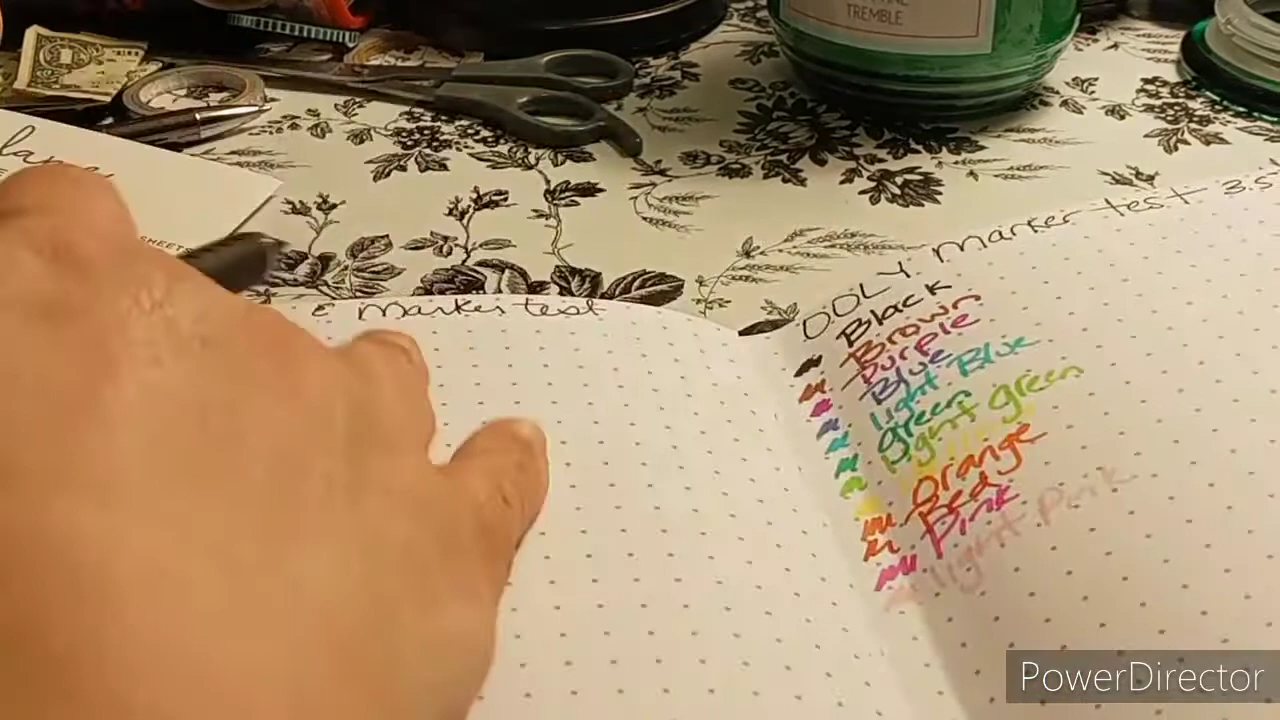 TREMBLE
SHEETS
Marker test
OOLY Marker test 3.5
Black
Brown
Purple
Blue
light Blue
green
light green
Orange
Red
Pink
light pink
PowerDirector